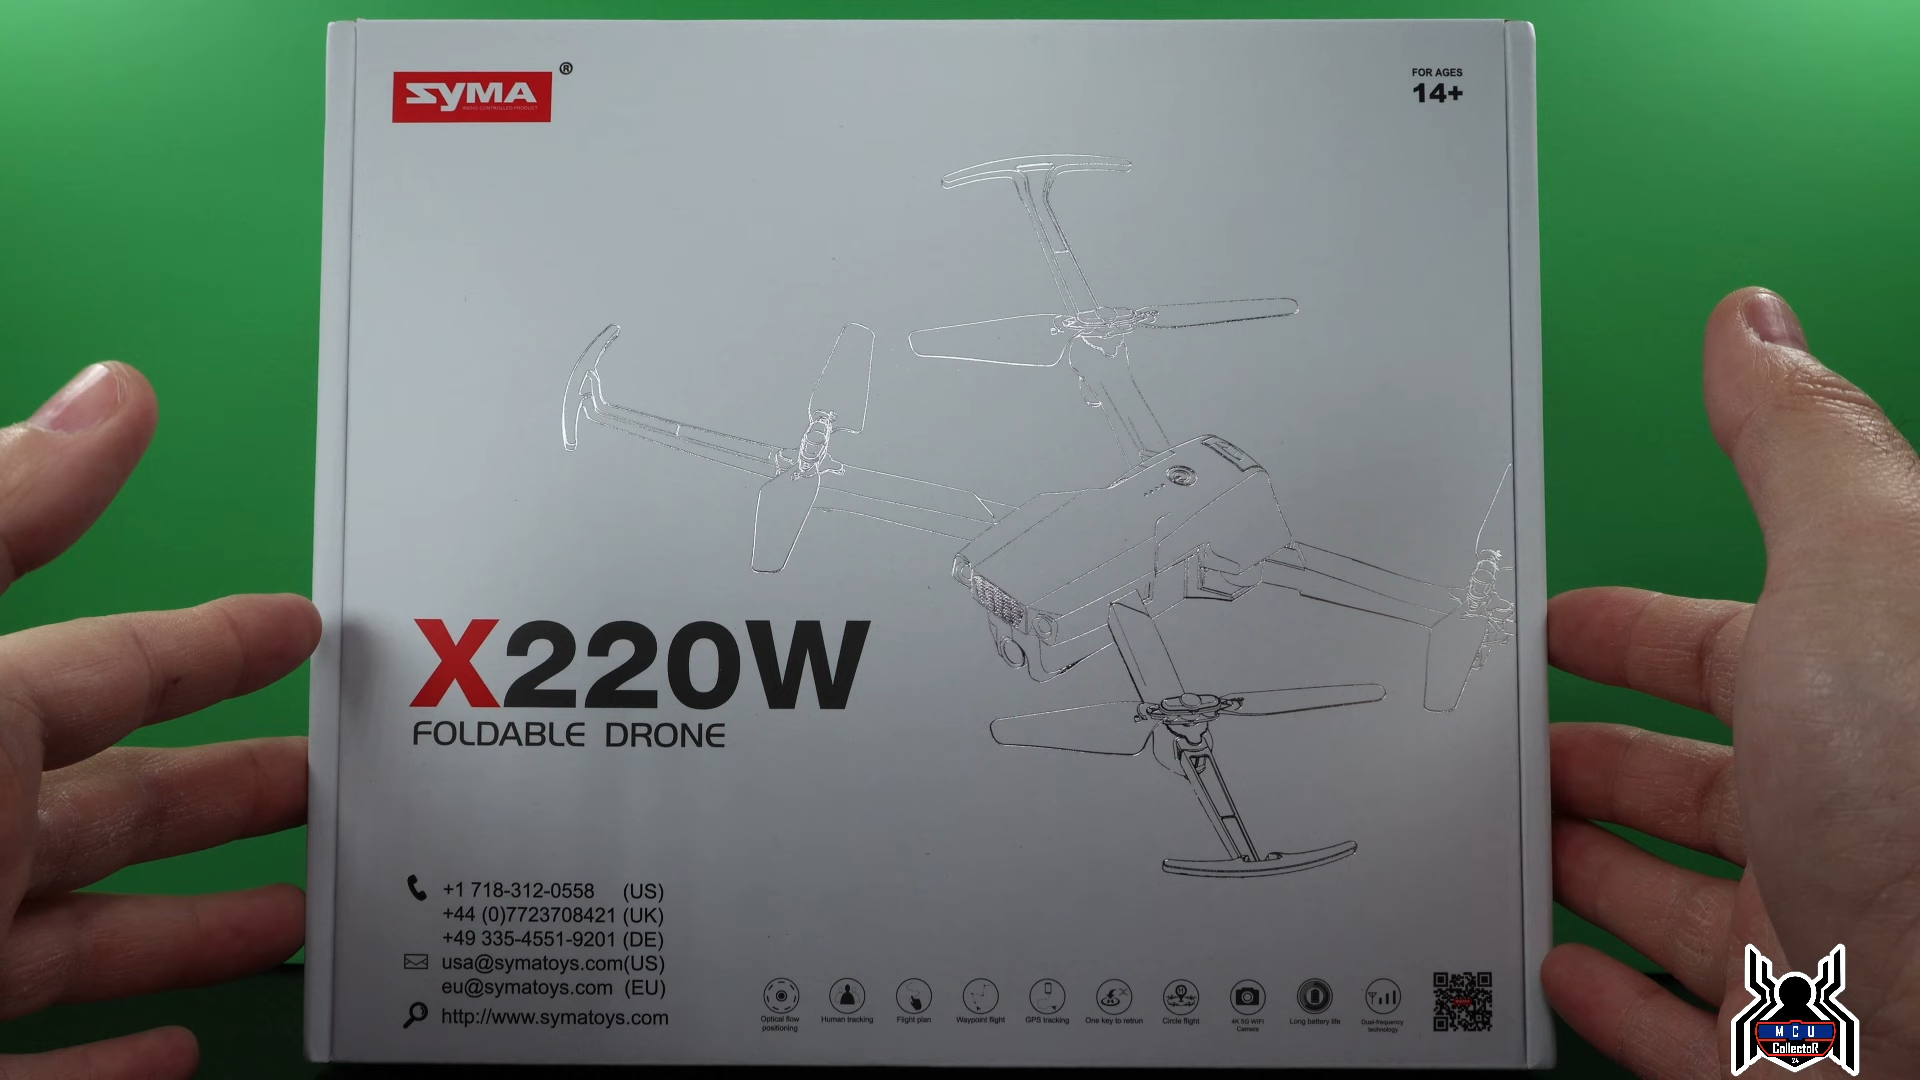 SYMA ®
RADIO-CONTROLLED PRODUCT
FOR AGES
14+
X220W
FOLDABLE DRONE
+1 718-312-0558 (US)
+44 (0)7723708421 (UK)
+49 335-4551-9201 (DE)
usa@symatoys.com(US)
eu@symatoys.com (EU)
http://www.symatoys.com
Optical flow
positioning
Human tracking
Flight plan
Waypoint flight
GPS tracking
One key to retrun
Circle flight
4K 5G WIFI
Camera
Long battery life
Dual-frequency
technology
MCU
CollectoR
24